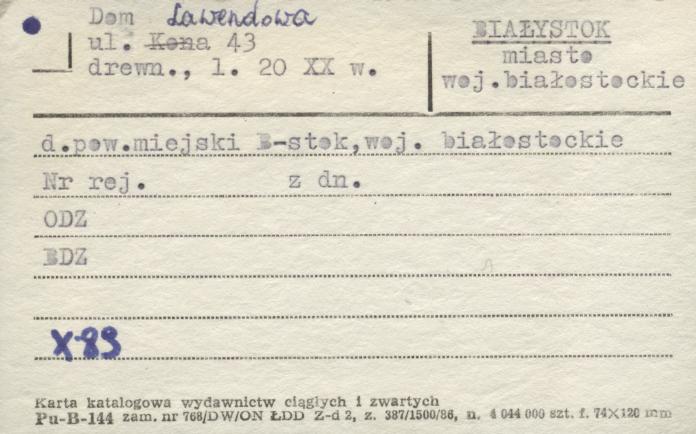 Dom Lawendowa
ul. Kona 43
drewn., l. 20 XX w.
BIAŁYSTOK
miasto
woj.białostockie
d.pow.miejski B-stok,woj. białostockie
Nr rej. z dn.
ODZ
BDZ
X-89
Karta katalogowa wydawnictw ciągłych i zwartych
Pu-B-144 zam. nr 768/DW/ON ŁDD Z-d 2, z. 387/1500/86, n. 4 044 000 szt. f. 74×120 mm